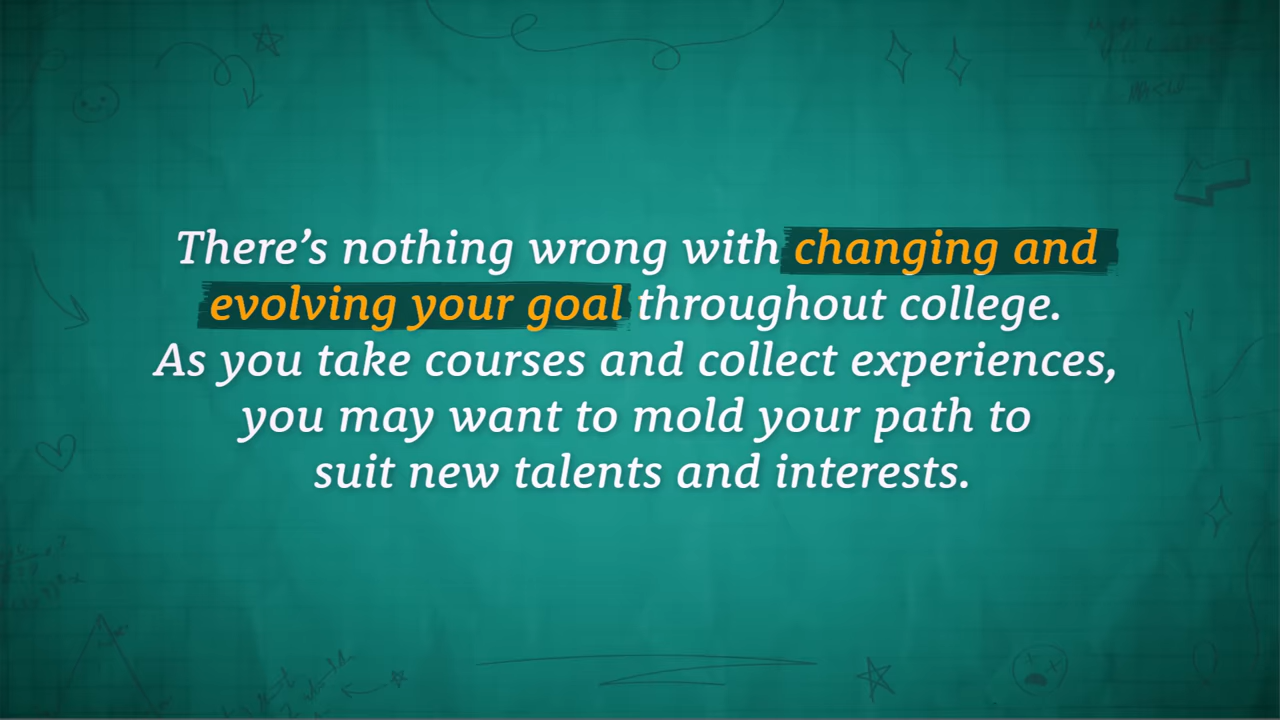 There's nothing wrong with changing and
evolving your goal throughout college.
As you take courses and collect experiences,
you may want to mold your path to
suit new talents and interests.